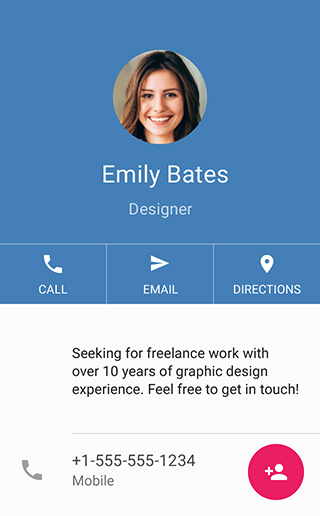 Emily Bates
Designer
CALL
EMAIL
DIRECTIONS
Seeking for freelance work with
over 10 years of graphic design
experience. Feel free to get in touch!
+1-555-555-1234
Mobile